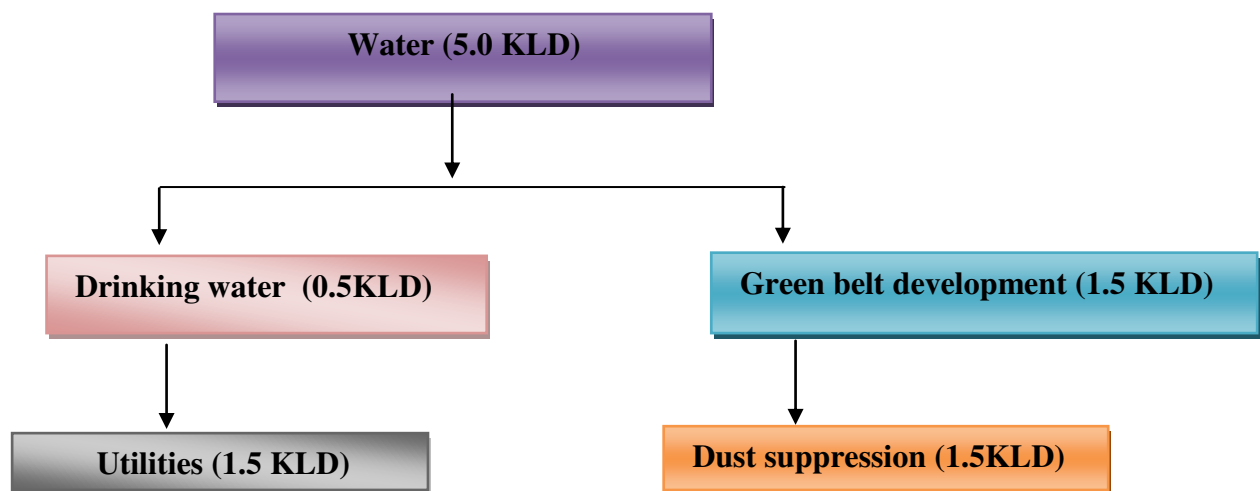 Water (5.0 KLD)
Drinking water  (0.5KLD)
Green belt development (1.5 KLD)
Utilities (1.5 KLD)
Dust suppression (1.5KLD)